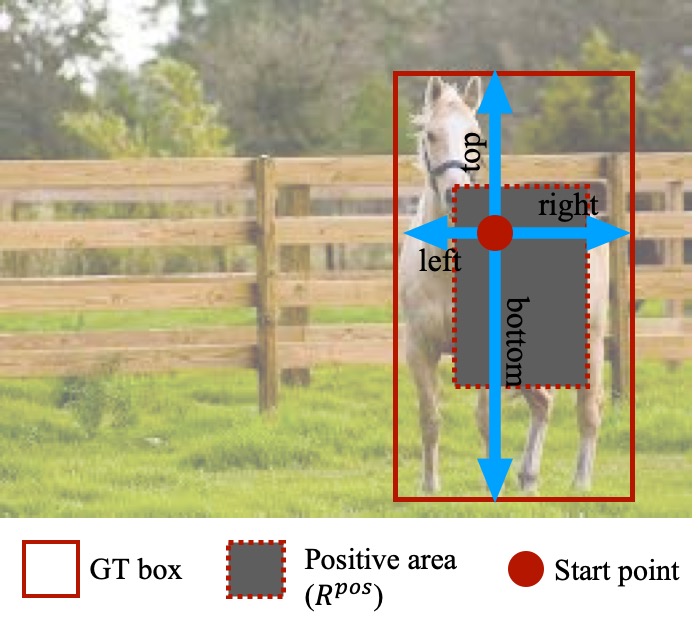 top
right
left
bottom
GT box
Positive area
(R^{pos})
Start point